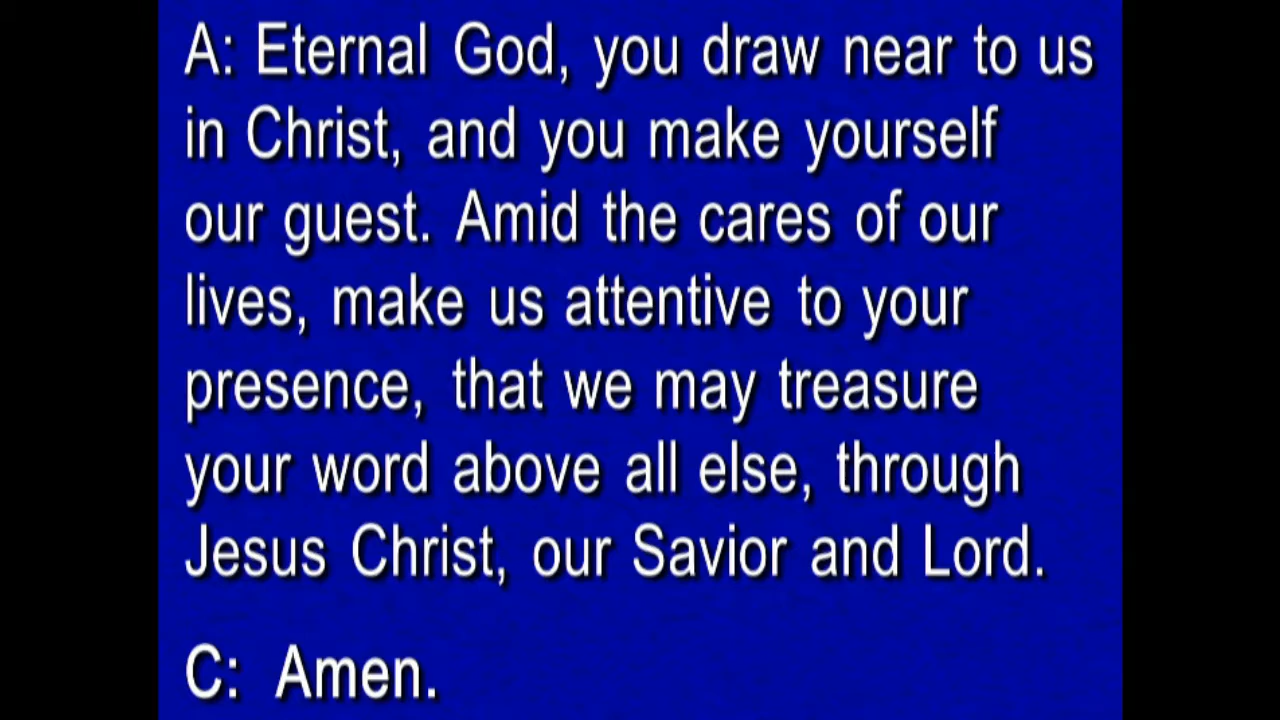 A: Eternal God, you draw near to us
in Christ, and you make yourself
our guest. Amid the cares of our
lives, make us attentive to your
presence, that we may treasure
your word above all else, through
Jesus Christ, our Savior and Lord.
C: Amen.